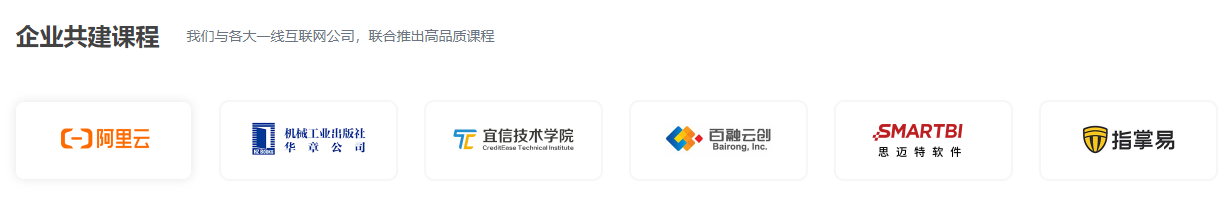 企业共建课程
我们与各大一线互联网公司，联合推出高品质课程
阿里云
机械工业出版社
华章公司
宜信技术学院
CreditEase Technical Institute
百融云创
Bairong, Inc.
SMARTBI
思迈特软件
指掌易